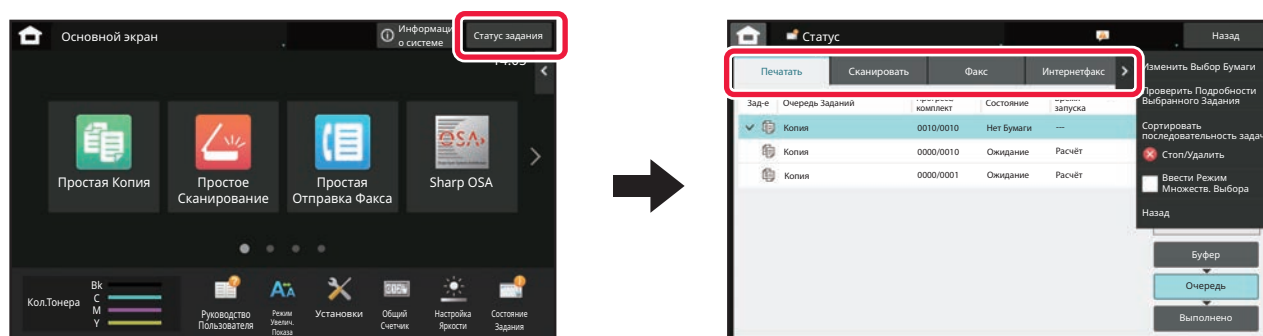 Основной экран
Информаци
о системе
Статус задания
Простая Копия
Простое
Сканирование
Простая
Отправка Факса
Sharp OSA
Кол.Тонера
Bk
C
M
Y
Руководство
Пользователя
Режим
Увелич.
Показа
Установки
Общий
Счетчик
Настройка
Яркости
Состояние
Задания
Статус
Назад
Печатать
Сканировать
Факс
Интернетфакс
Зад-е
Очередь Заданий
комплект
Состояние
запуска
Копия 0010/0010 Нет Бумаги —
Копия 0000/0010 Ожидание Расчёт
Копия 0000/0001 Ожидание Расчёт
Изменить Выбор Бумаги
Проверить Подробности
Выбранного Задания
Сортировать
последовательность задач
Стоп/Удалить
Ввести Режим
Множеств. Выбора
Назад
Буфер
Очередь
Выполнено